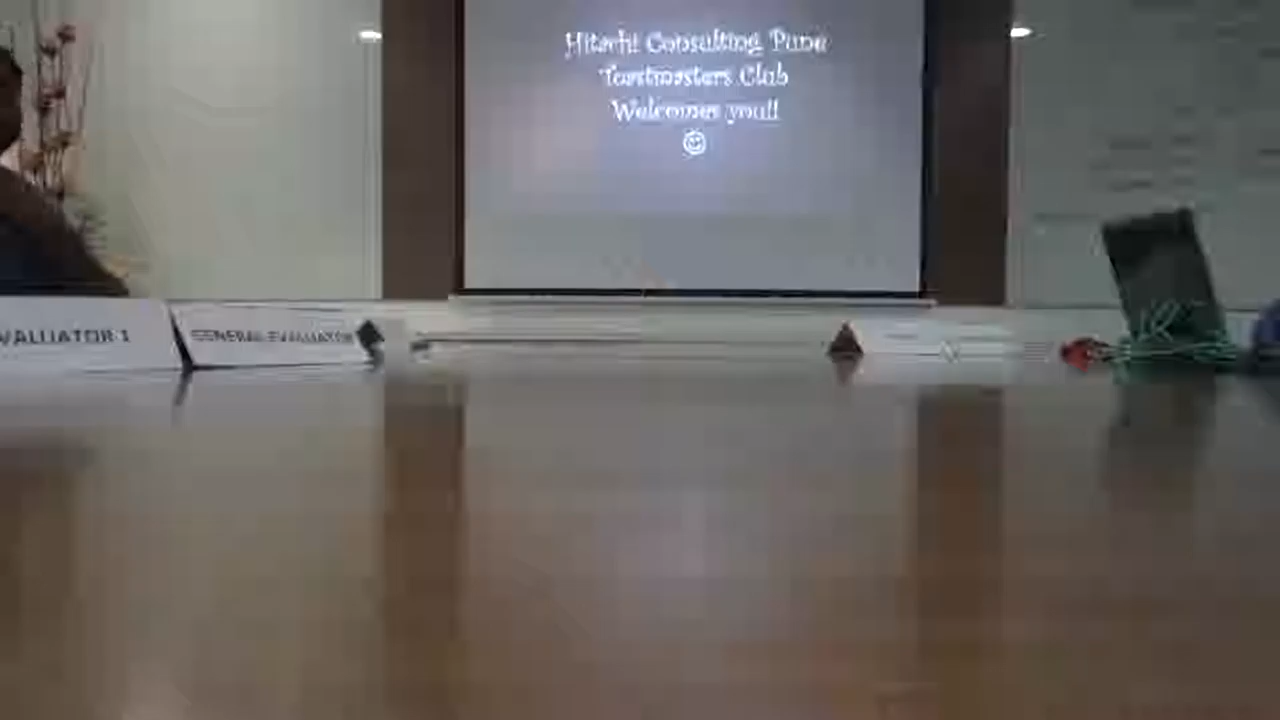 Hitachi Consulting Pune
Toastmasters Club
Welcomes you!!
☺
VALUATOR 1
GENERAL EVALUATOR